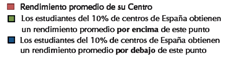 Rendimiento promedio de su Centro
Los estudiantes del 10% de centros de España obtienen
un rendimiento promedio por encima de este punto
Los estudiantes del 10% de centros de España obtienen
un rendimiento promedio por debajo de este punto